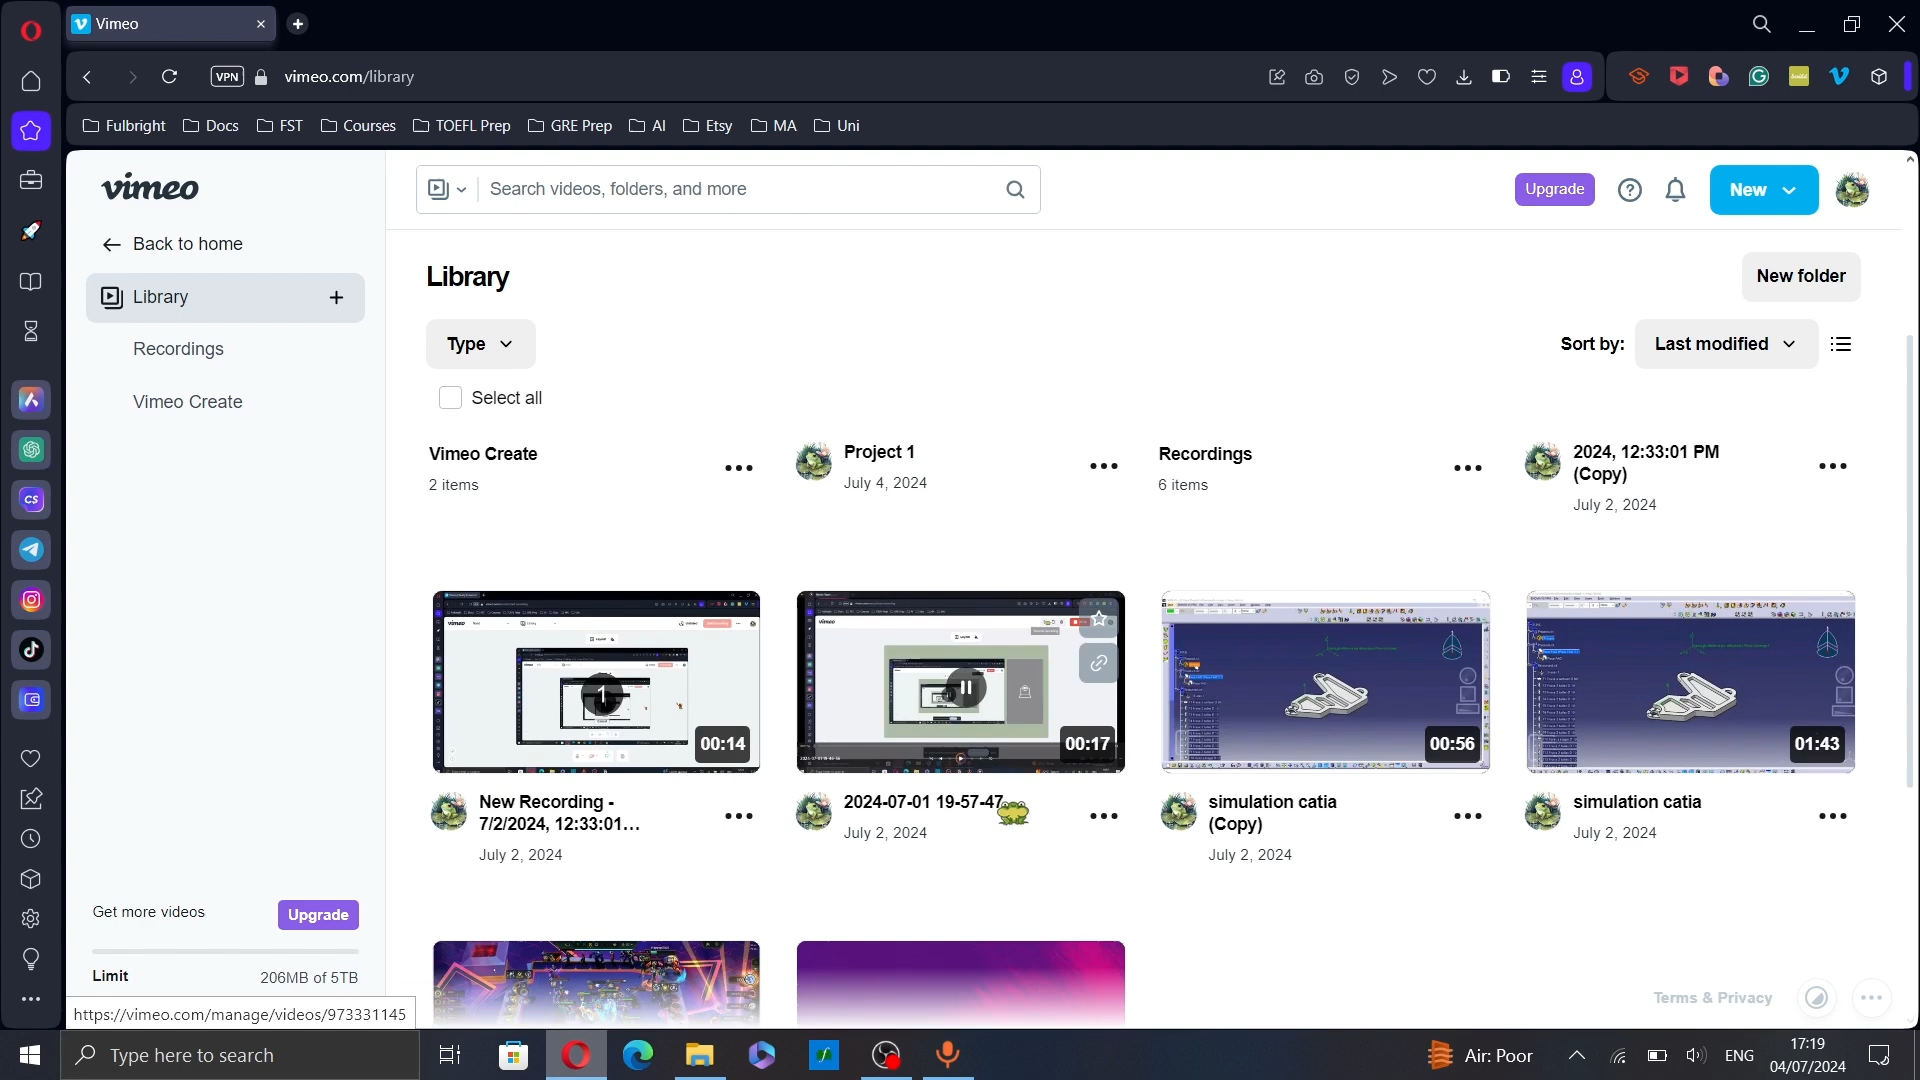 Vimeo
VPN
vimeo.com/library
Fulbright
Docs
FST
Courses
TOEFL Prep
GRE Prep
AI
Etsy
MA
Uni
vimeo
Search videos, folders, and more
Upgrade
New
Back to home
Library
Recordings
Vimeo Create
Library
New folder
Type
Sort by:
Last modified
Select all
Vimeo Create
2 items
Project 1
July 4, 2024
Recordings
6 items
2024, 12:33:01 PM
(Copy)
July 2, 2024
00:14
00:17
00:56
01:43
New Recording -
7/2/2024, 12:33:01...
July 2, 2024
2024-07-01 19-57-47
July 2, 2024
simulation catia
(Copy)
July 2, 2024
simulation catia
July 2, 2024
Get more videos
Upgrade
Limit
206MB of 5TB
Terms & Privacy
https://vimeo.com/manage/videos/973331145
Type here to search
Air: Poor
ENG
17:19
04/07/2024